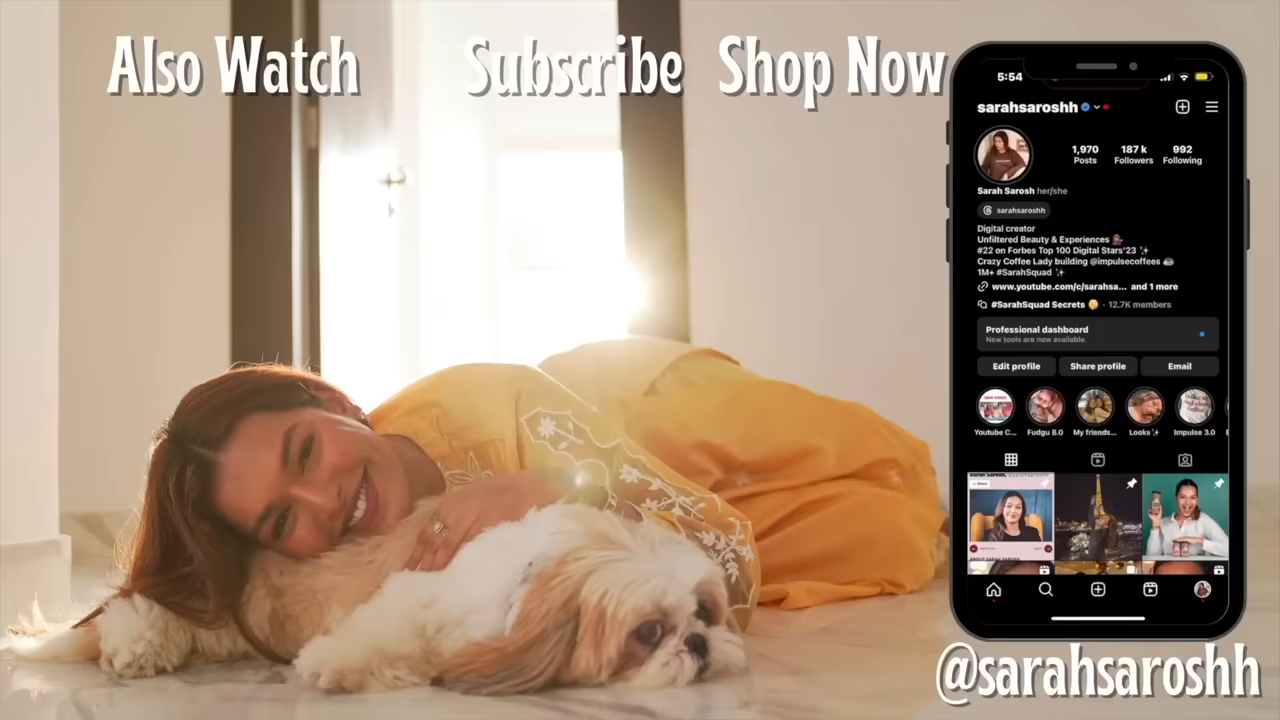 Also Watch
Subscribe
Shop Now
5:54
sarahsaroshh
1,970
Posts
187 k
Followers
992
Following
Sarah Sarosh her/she
sarahsaroshh
Digital creator
Unfiltered Beauty & Experiences 💁🏽‍♀️
#22 on Forbes Top 100 Digital Stars'23 ✨
Crazy Coffee Lady building @impulsecoffees ☕
1M+ #SarahSquad ✨
www.youtube.com/c/sarahsa... and 1 more
#SarahSquad Secrets 🤫 · 12.7K members
Professional dashboard
New tools are now available.
Edit profile
Share profile
Email
Youtube C...
Fudgu 8.0
My friends...
Looks✨
Impulse 3.0
@sarahsaroshh